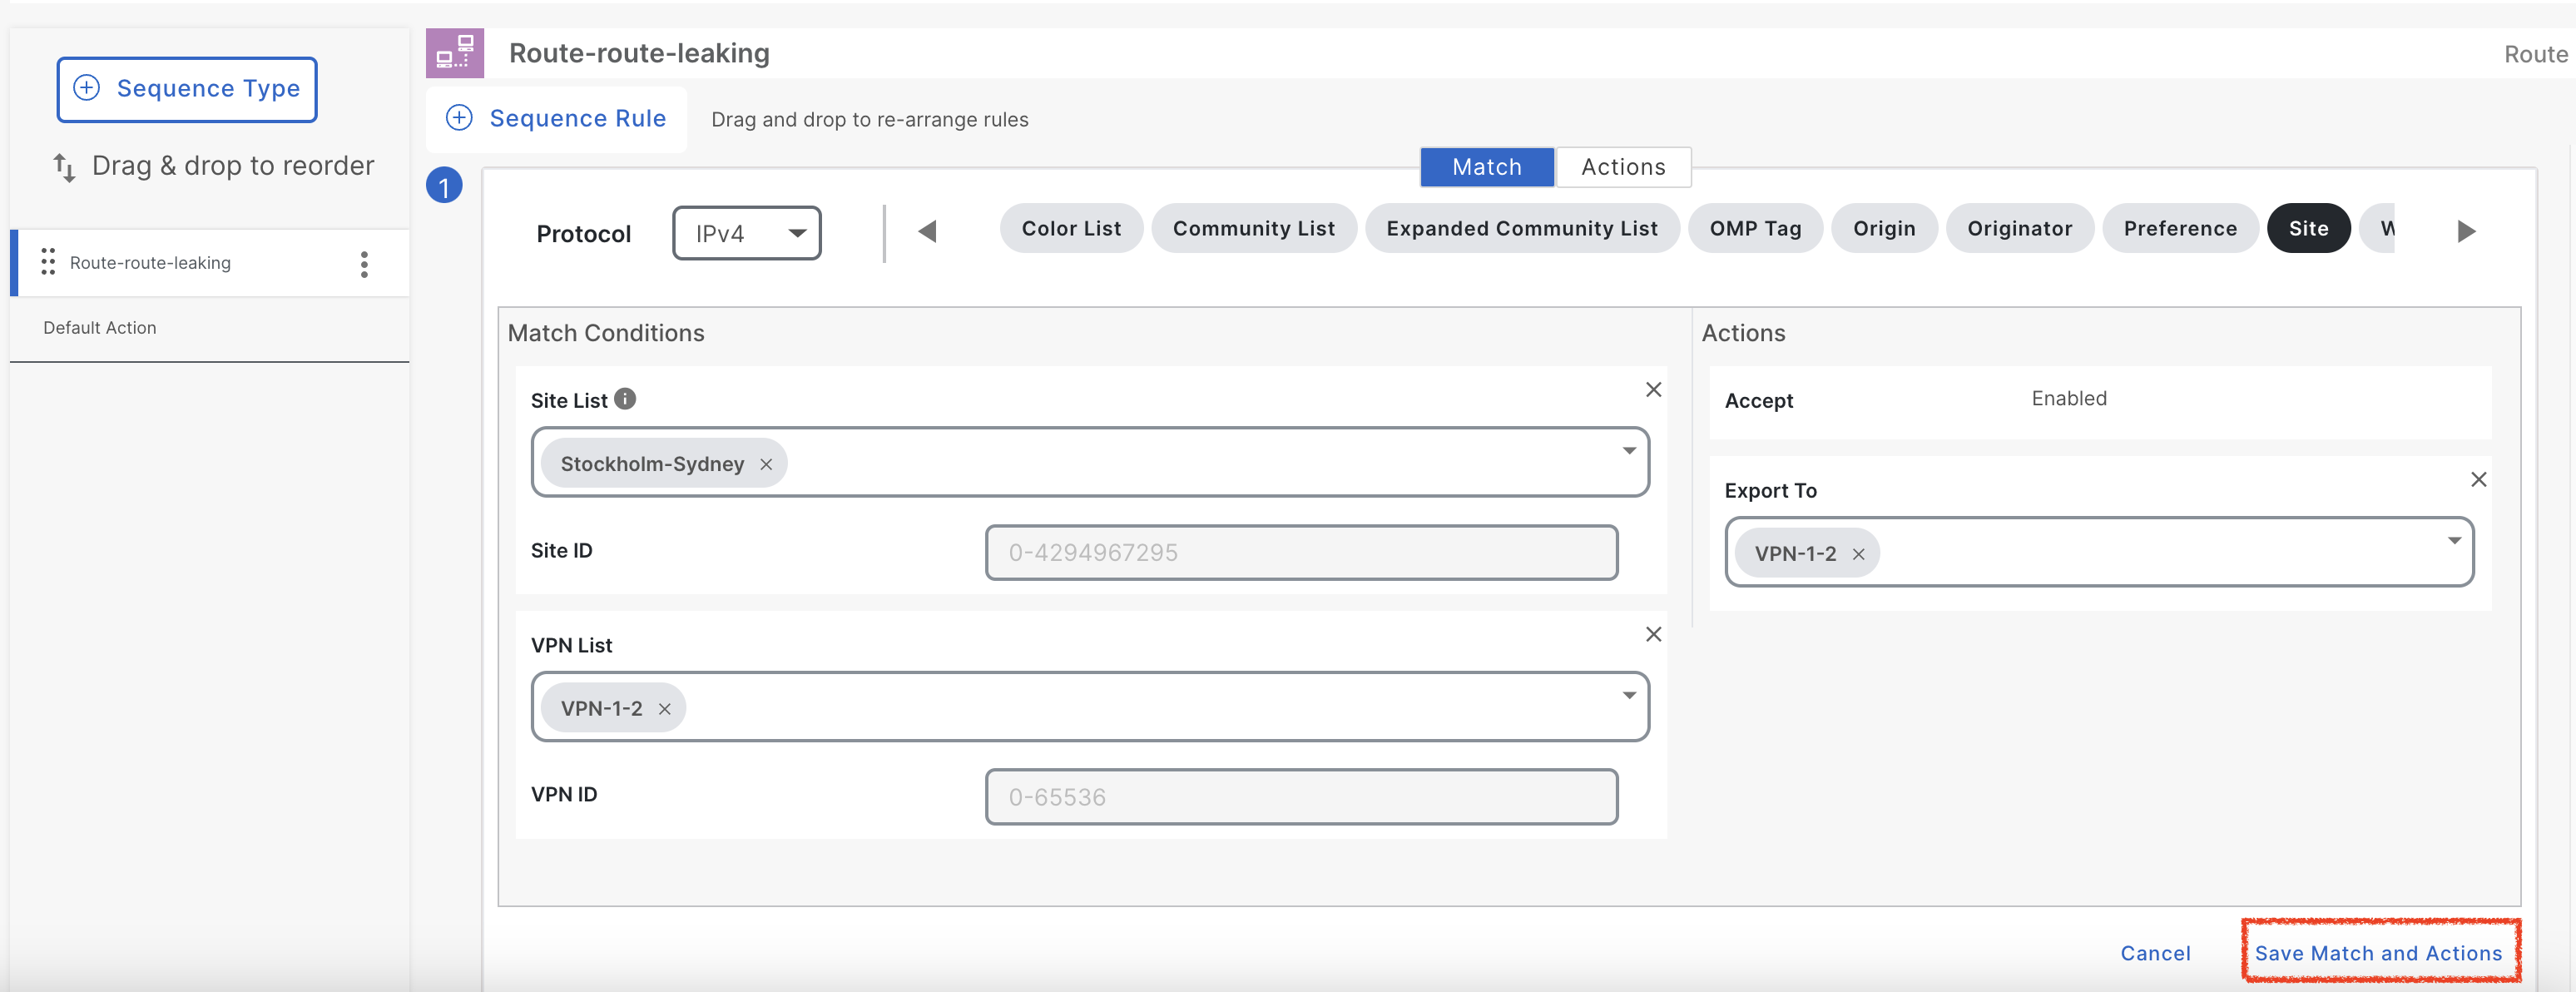 Sequence Type
Drag & drop to reorder
Route-route-leaking
Default Action
Route-route-leaking
Route
Sequence Rule
Drag and drop to re-arrange rules
1
Match
Actions
Protocol
IPv4
Color List
Community List
Expanded Community List
OMP Tag
Origin
Originator
Preference
Site
Match Conditions
Site List
Stockholm-Sydney
Site ID
0-4294967295
VPN List
VPN-1-2
VPN ID
0-65536
Actions
Accept
Enabled
Export To
VPN-1-2
Cancel
Save Match and Actions